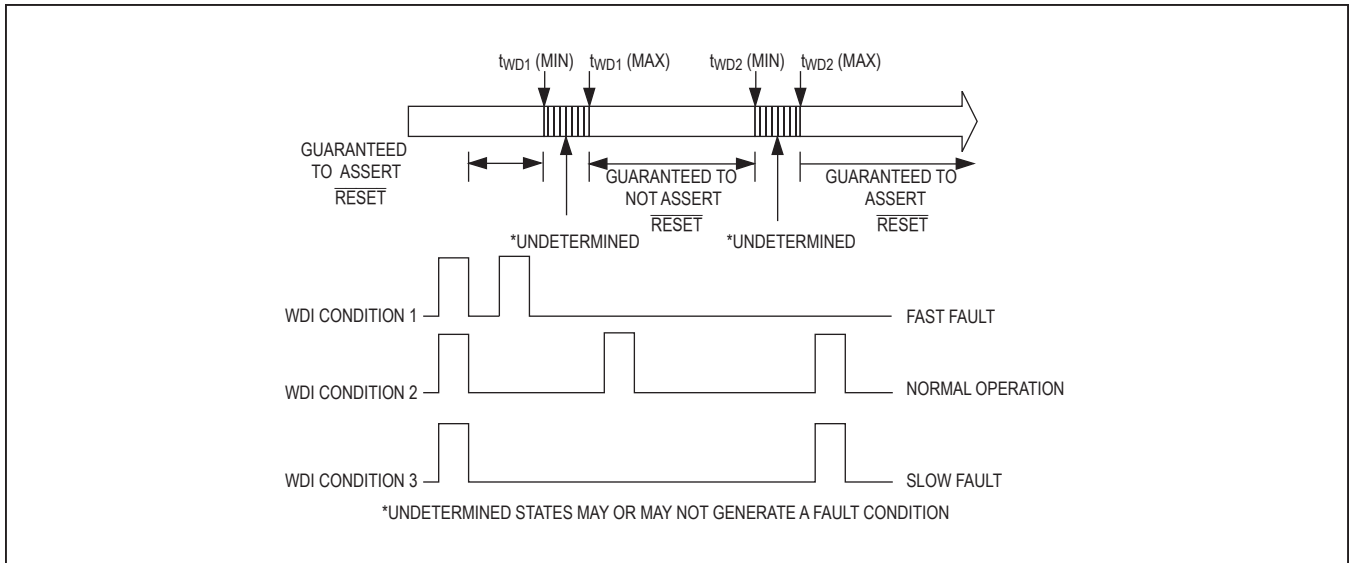 tWD1 (MIN) tWD1 (MAX) tWD2 (MIN) tWD2 (MAX)
GUARANTEED
TO ASSERT
RESET
GUARANTEED TO
NOT ASSERT
RESET
GUARANTEED TO
ASSERT
RESET
*UNDETERMINED
*UNDETERMINED
WDI CONDITION 1
FAST FAULT
WDI CONDITION 2
NORMAL OPERATION
WDI CONDITION 3
SLOW FAULT
*UNDETERMINED STATES MAY OR MAY NOT GENERATE A FAULT CONDITION